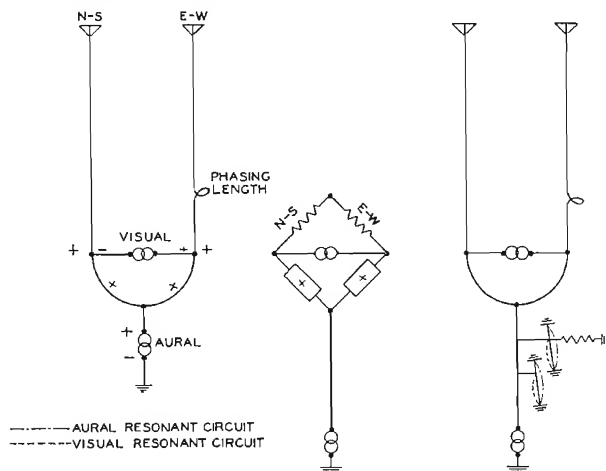 N-S
E-W
PHASING
LENGTH
+
-
VISUAL
+
+
+
+
+
AURAL
-
N-S
E-W
+
+
AURAL RESONANT CIRCUIT
VISUAL RESONANT CIRCUIT